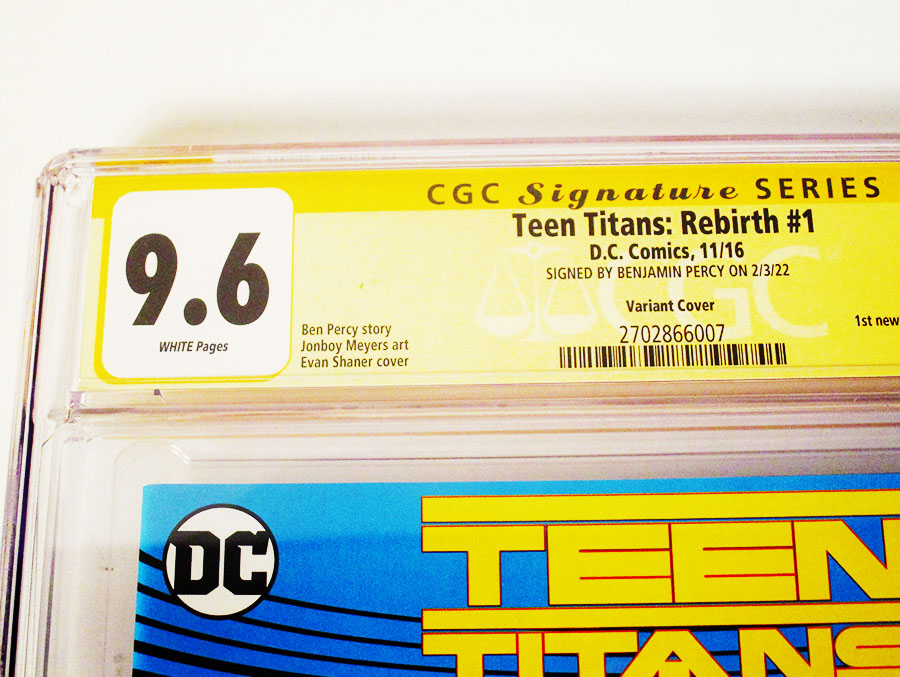 CGC Signature SERIES
9.6
WHITE Pages
Teen Titans: Rebirth #1
D.C. Comics, 11/16
SIGNED BY BENJAMIN PERCY ON 2/3/22
Variant Cover
2702866007
Ben Percy story
Jonboy Meyers art
Evan Shaner cover
1st new
CGC
DC
TEEN
TITANS